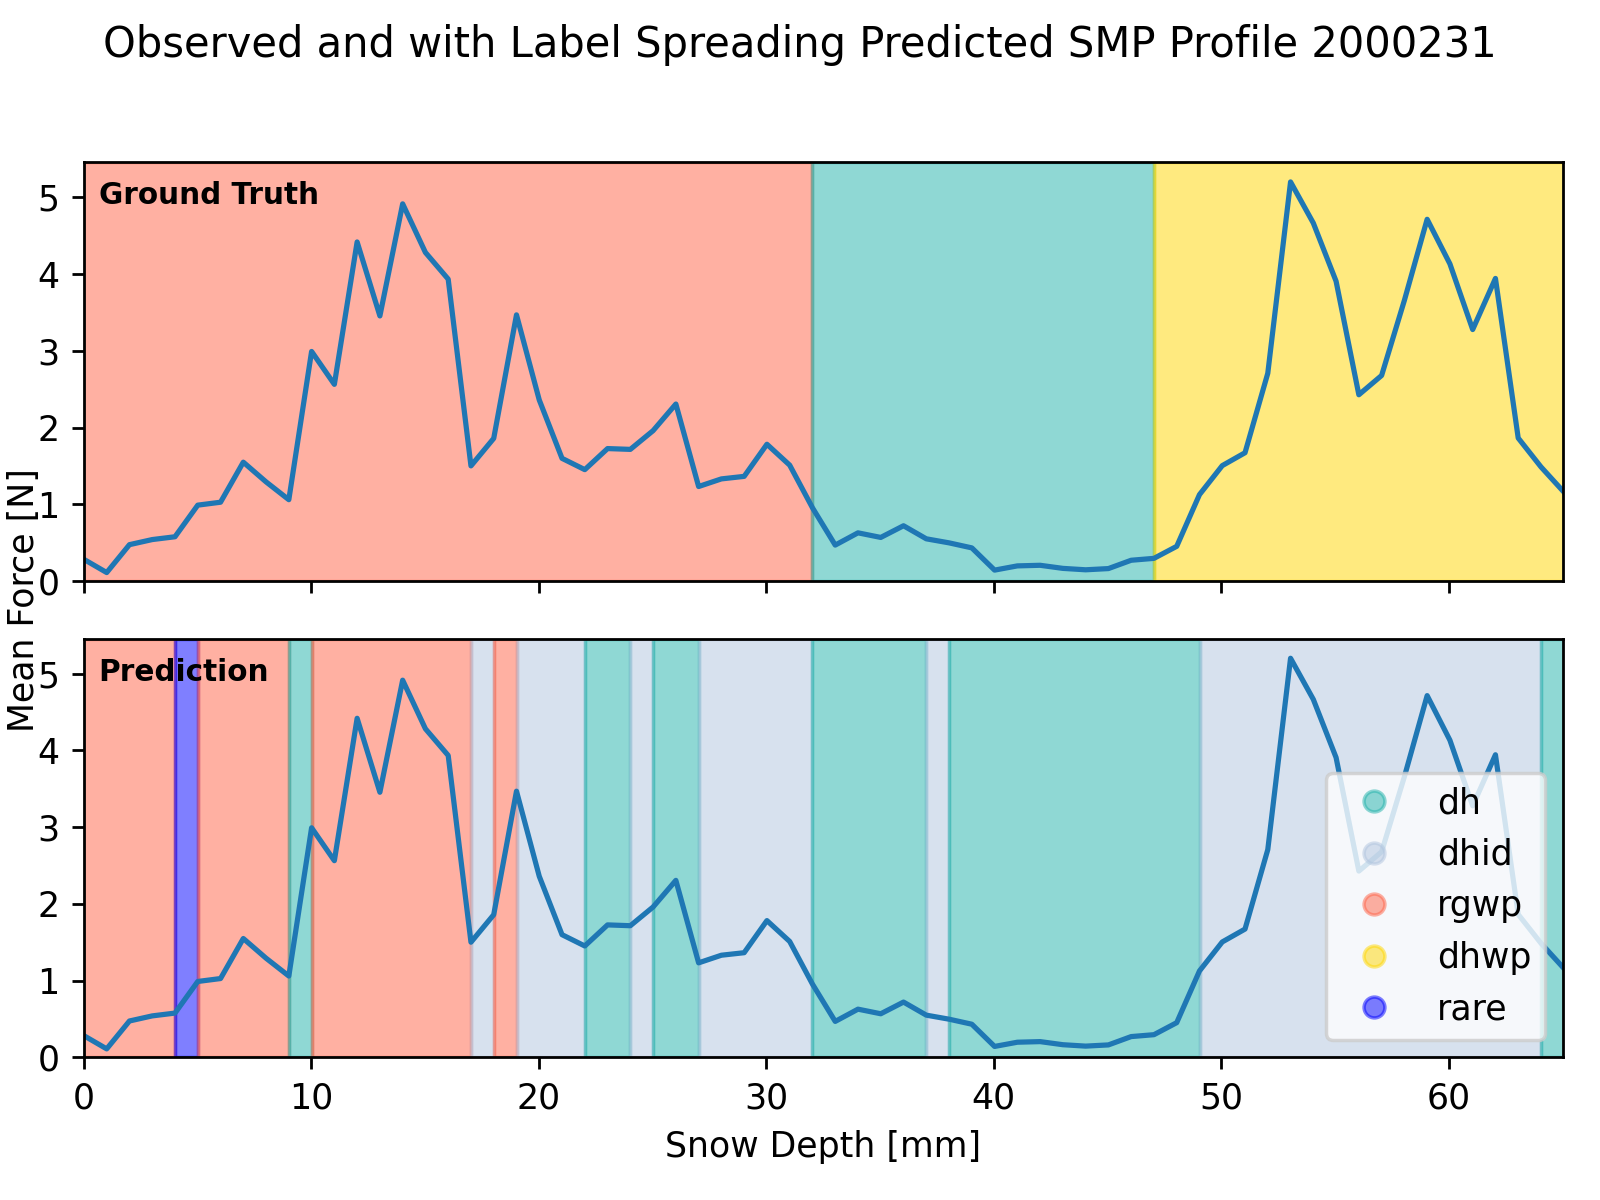 Observed and with Label Spreading Predicted SMP Profile 2000231
Ground Truth
5
4
3
2
1
0
Mean Force [N]
Prediction
5
4
3
2
1
0
dh
dhid
rgwp
dhwp
rare
0 10 20 30 40 50 60
Snow Depth [mm]